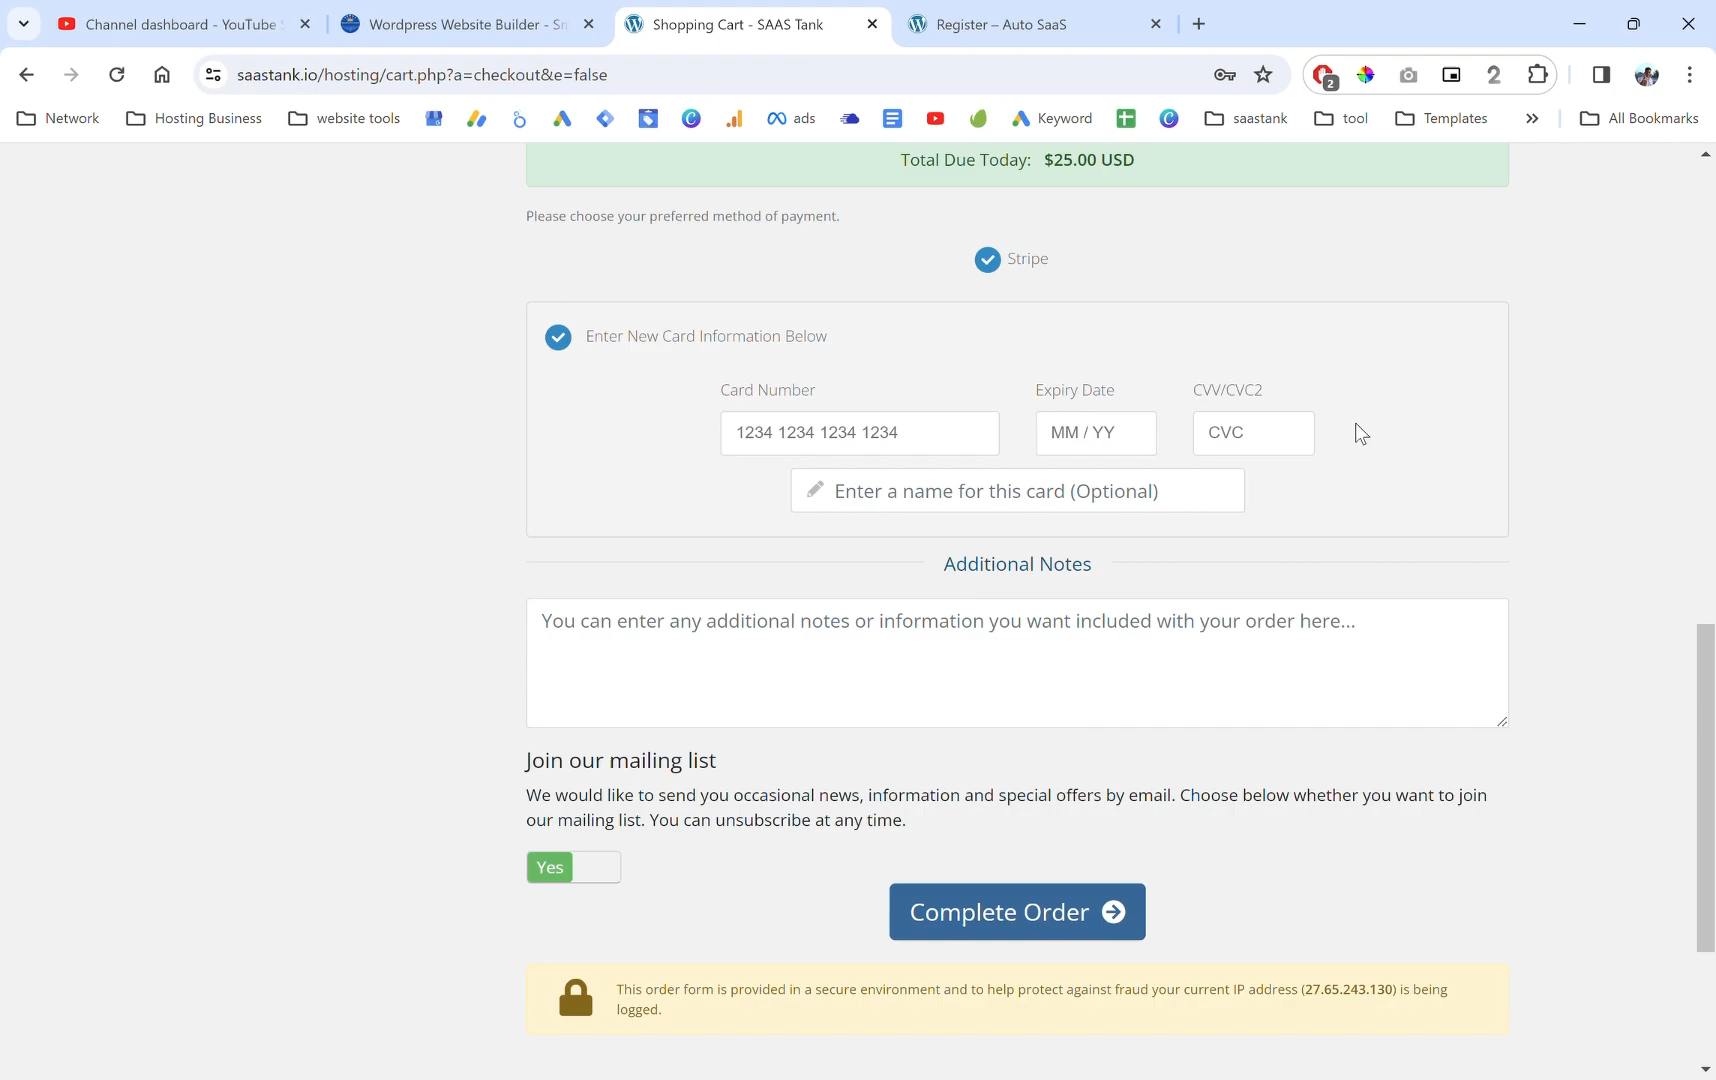 Channel dashboard - YouTube
Wordpress Website Builder - Sm
Shopping Cart - SAAS Tank
Register – Auto SaaS
saastank.io/hosting/cart.php?a=checkout&e=false
2
Network
Hosting Business
website tools
ads
Keyword
saastank
tool
Templates
All Bookmarks
Total Due Today: $25.00 USD
Please choose your preferred method of payment.
Stripe
Enter New Card Information Below
Card Number
Expiry Date
CVV/CVC2
1234 1234 1234 1234
MM / YY
CVC
Enter a name for this card (Optional)
Additional Notes
You can enter any additional notes or information you want included with your order here...
Join our mailing list
We would like to send you occasional news, information and special offers by email. Choose below whether you want to join
our mailing list. You can unsubscribe at any time.
Yes
Complete Order
This order form is provided in a secure environment and to help protect against fraud your current IP address (27.65.243.130) is being
logged.